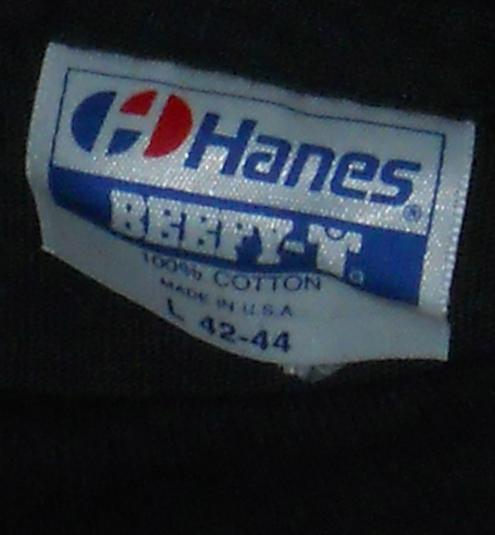 Hanes®
BEEFY-T®
100% COTTON
MADE IN U.S.A
L 42-44